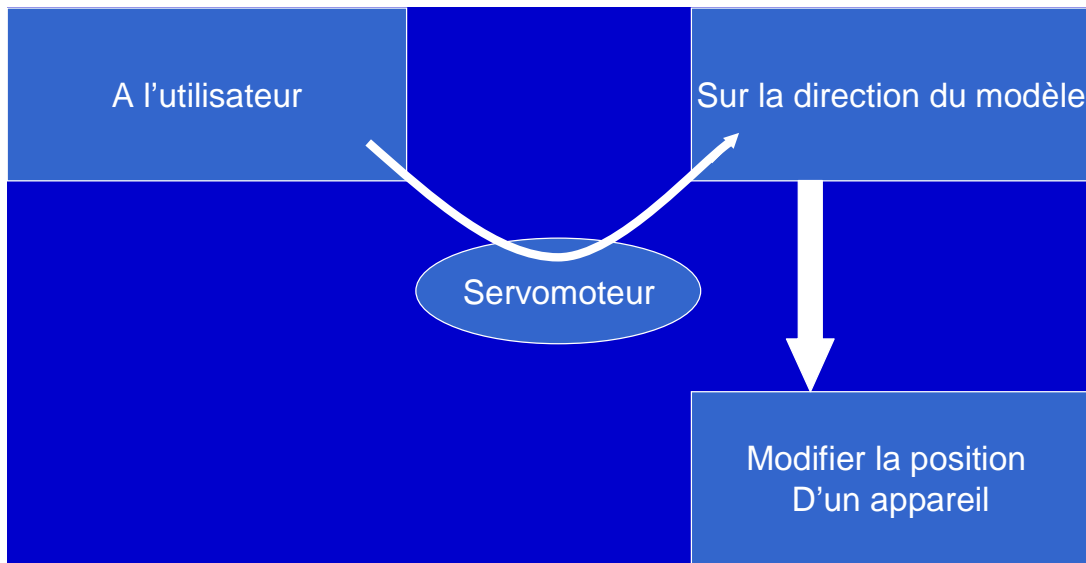 A l’utilisateur
Sur la direction du modèle
Servomoteur
Modifier la position
D’un appareil